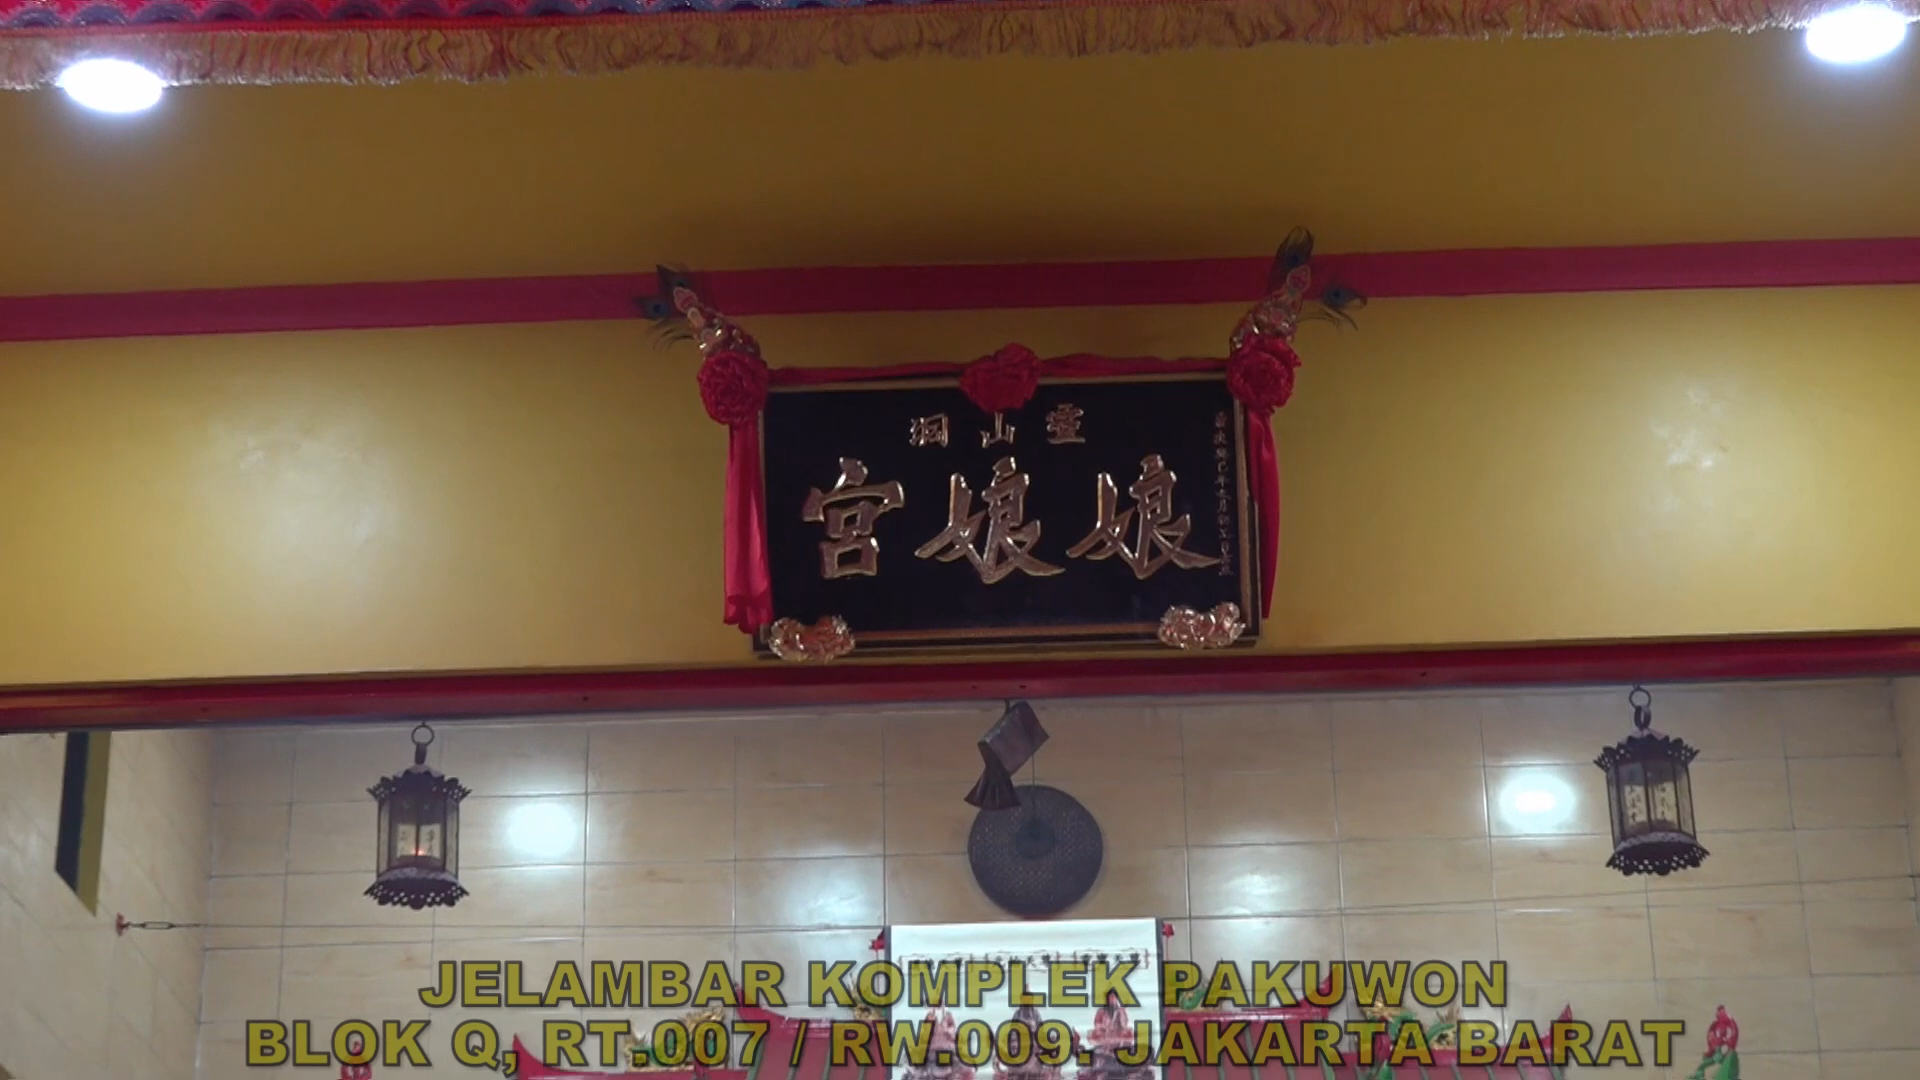 靈山洞
娘娘宮
JELAMBAR KOMPLEK PAKUWON
BLOK Q, RT.007 / RW.009. JAKARTA BARAT